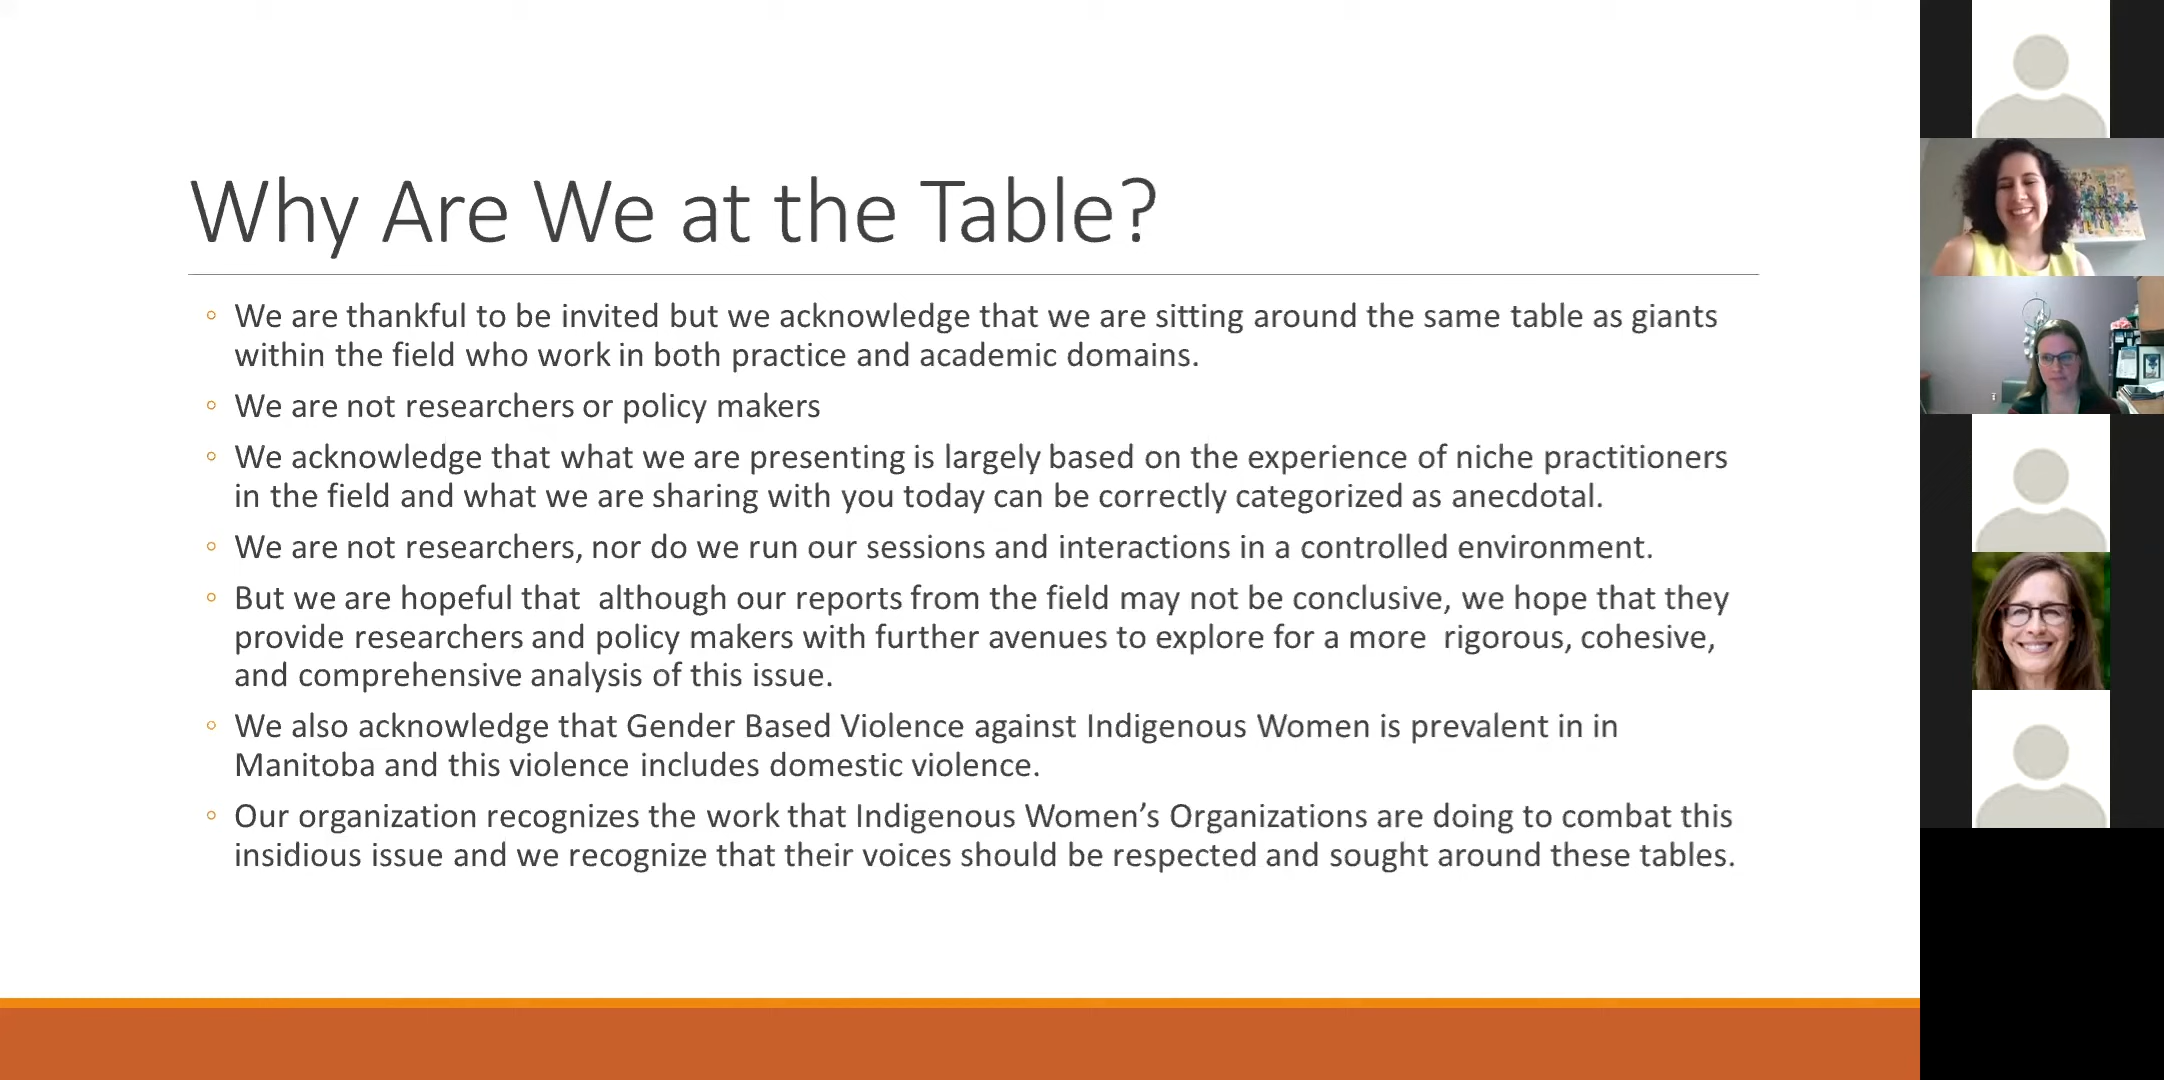 Why Are We at the Table?
We are thankful to be invited but we acknowledge that we are sitting around the same table as giants
within the field who work in both practice and academic domains.
We are not researchers or policy makers
We acknowledge that what we are presenting is largely based on the experience of niche practitioners
in the field and what we are sharing with you today can be correctly categorized as anecdotal.
We are not researchers, nor do we run our sessions and interactions in a controlled environment.
But we are hopeful that  although our reports from the field may not be conclusive, we hope that they
provide researchers and policy makers with further avenues to explore for a more  rigorous, cohesive,
and comprehensive analysis of this issue.
We also acknowledge that Gender Based Violence against Indigenous Women is prevalent in in
Manitoba and this violence includes domestic violence.
Our organization recognizes the work that Indigenous Women’s Organizations are doing to combat this
insidious issue and we recognize that their voices should be respected and sought around these tables.